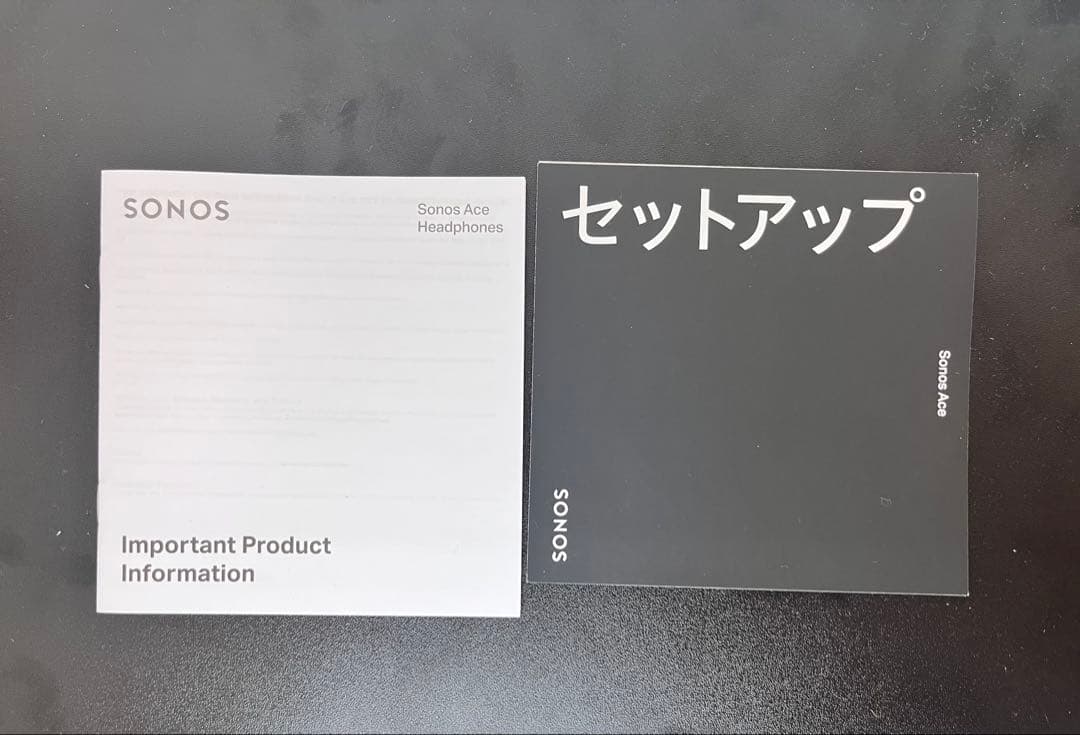 SONOS
Sonos Ace
Headphones
Important Product
Information
セットアップ
Sonos Ace
SONOS